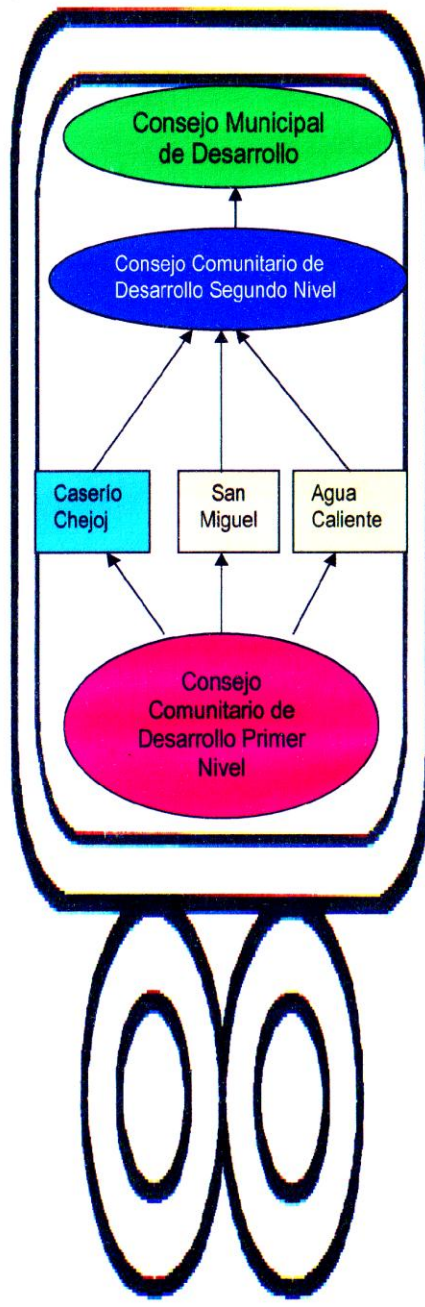 Consejo Municipal
de Desarrollo
Consejo Comunitario de
Desarrollo Segundo Nivel
Caserío
Chejoj
San
Miguel
Agua
Caliente
Consejo
Comunitario de
Desarrollo Primer
Nivel